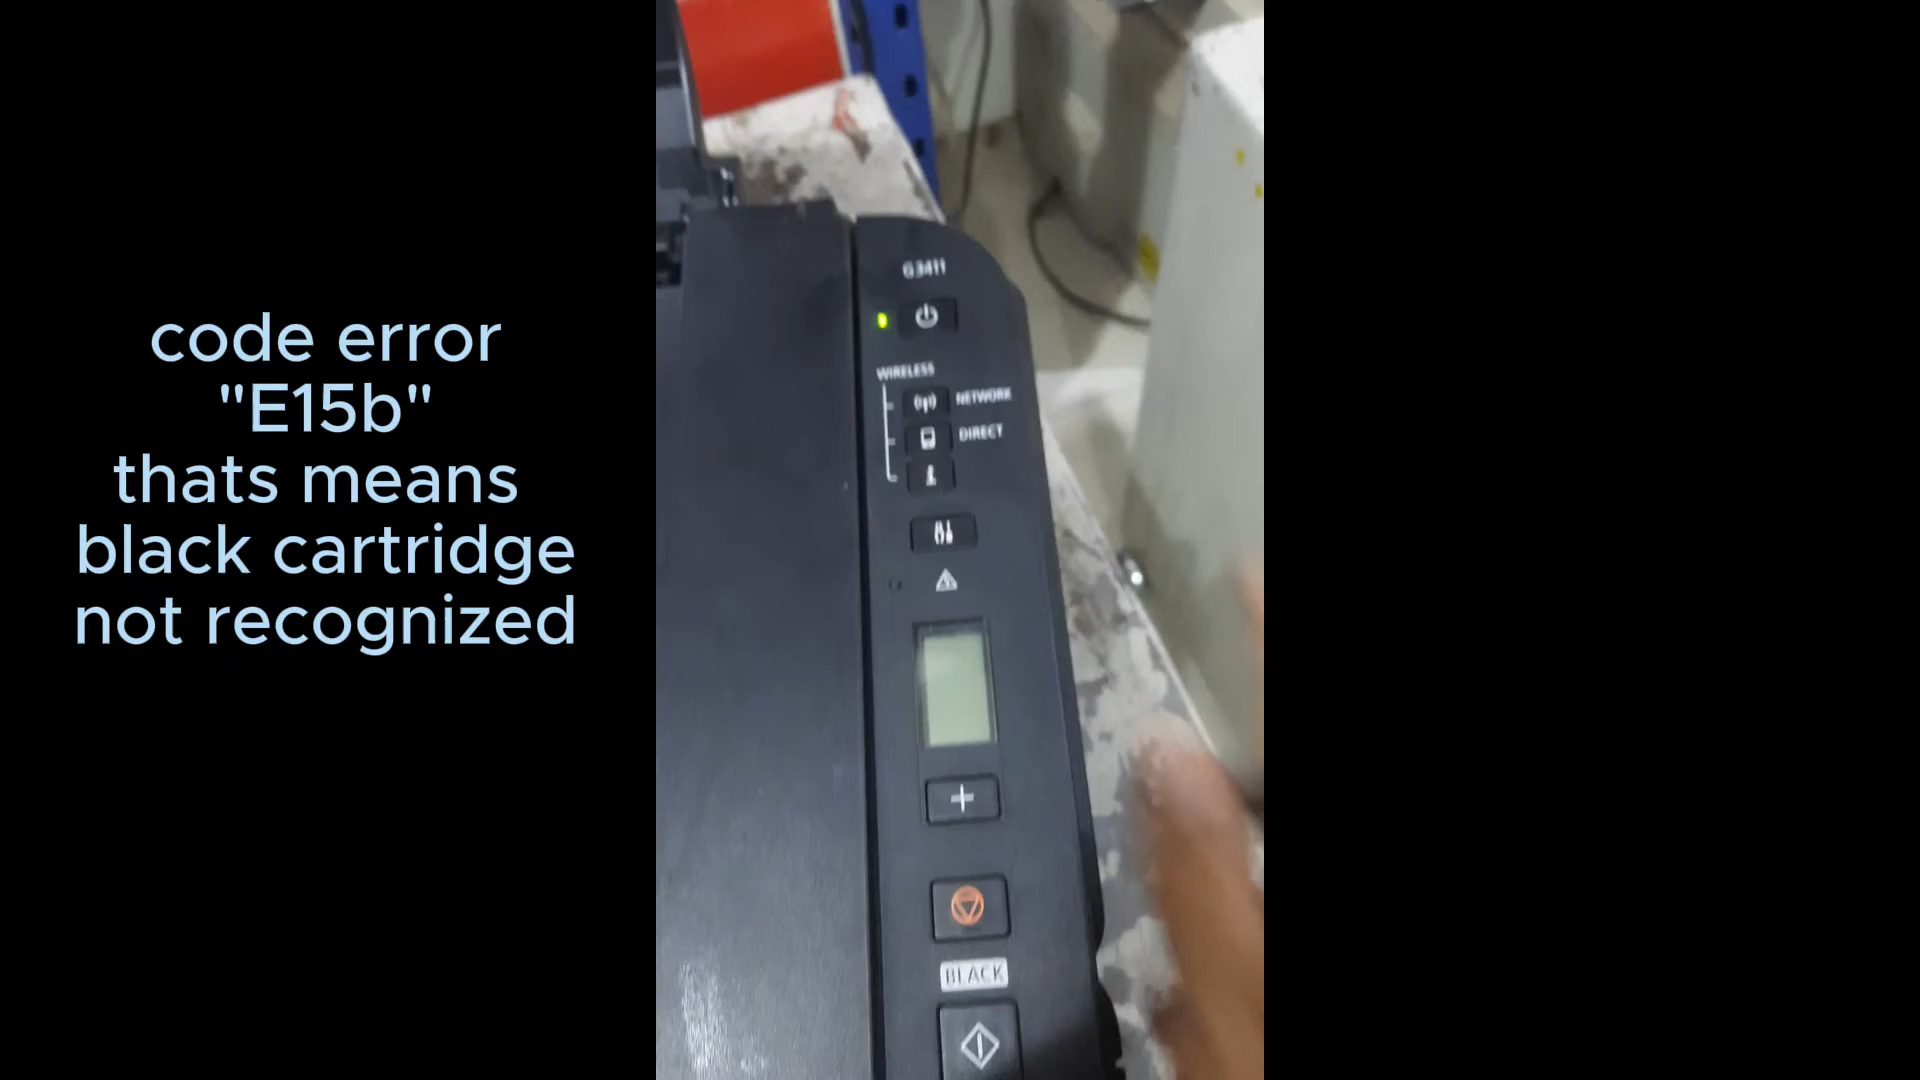 code error
"E15b"
thats means
black cartridge
not recognized
G3411
WIRELESS
NETWORK
DIRECT
BLACK